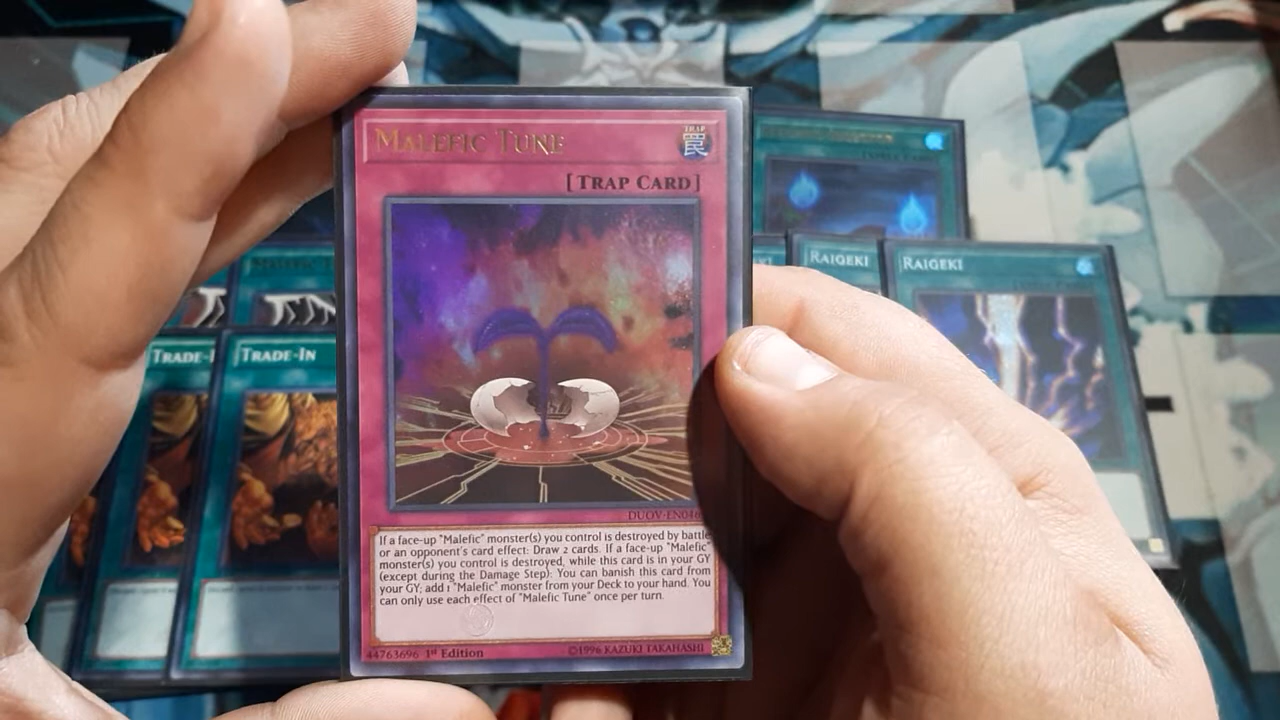 MALEFIC TUNE
TRAP
罠
[TRAP CARD]
DUOV-EN046
If a face-up "Malefic" monster(s) you control is destroyed by battle
or an opponent's card effect: Draw 2 cards. If a face-up "Malefic"
monster(s) you control is destroyed, while this card is in your GY
(except during the Damage Step): You can banish this card from
your GY; add 1 "Malefic" monster from your Deck to your hand. You
can only use each effect of "Malefic Tune" once per turn.
44763696 1st Edition
©1996 KAZUKI TAKAHASHI
RAIGEKI
RAIGEKI
TRADE-I
TRADE-IN